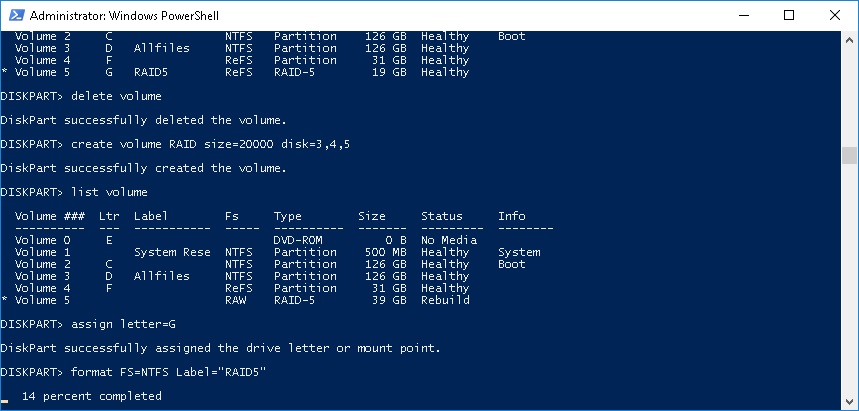 Administrator: Windows PowerShell
Volume 2 C NTFS Partition 126 GB Healthy Boot
Volume 3 D Allfiles NTFS Partition 126 GB Healthy
Volume 4 F ReFS Partition 31 GB Healthy
* Volume 5 G RAID5 ReFS RAID-5 19 GB Healthy
DISKPART> delete volume
DiskPart successfully deleted the volume.
DISKPART> create volume RAID size=20000 disk=3,4,5
DiskPart successfully created the volume.
DISKPART> list volume
Volume ### Ltr Label Fs Type Size Status Info
---------- --- ----------- ----- ---------- ------- --------- --------
Volume 0 E DVD-ROM 0 B No Media
Volume 1 System Rese NTFS Partition 500 MB Healthy System
Volume 2 C NTFS Partition 126 GB Healthy Boot
Volume 3 D Allfiles NTFS Partition 126 GB Healthy
Volume 4 F ReFS Partition 31 GB Healthy
* Volume 5 RAW RAID-5 39 GB Rebuild
DISKPART> assign letter=G
DiskPart successfully assigned the drive letter or mount point.
DISKPART> format FS=NTFS Label="RAID5"
14 percent completed